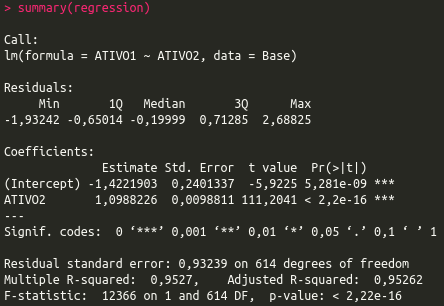 > summary(regression)
Call:
lm(formula = ATIVO1 ~ ATIVO2, data = Base)
Residuals:
     Min       1Q   Median       3Q      Max
-1,93242 -0,65014 -0,19999  0,71285  2,68825
Coefficients:
              Estimate Std. Error  t value  Pr(>|t|)
(Intercept) -1,4221903  0,2401337  -5,9225 5,281e-09 ***
ATIVO2       1,0988226  0,0098811 111,2041 < 2,2e-16 ***
---
Signif. codes:  0 ‘***’ 0,001 ‘**’ 0,01 ‘*’ 0,05 ‘.’ 0,1 ‘ ’ 1
Residual standard error: 0,93239 on 614 degrees of freedom
Multiple R-squared:  0,9527,	Adjusted R-squared:  0,95262
F-statistic:  12366 on 1 and 614 DF,  p-value: < 2,22e-16